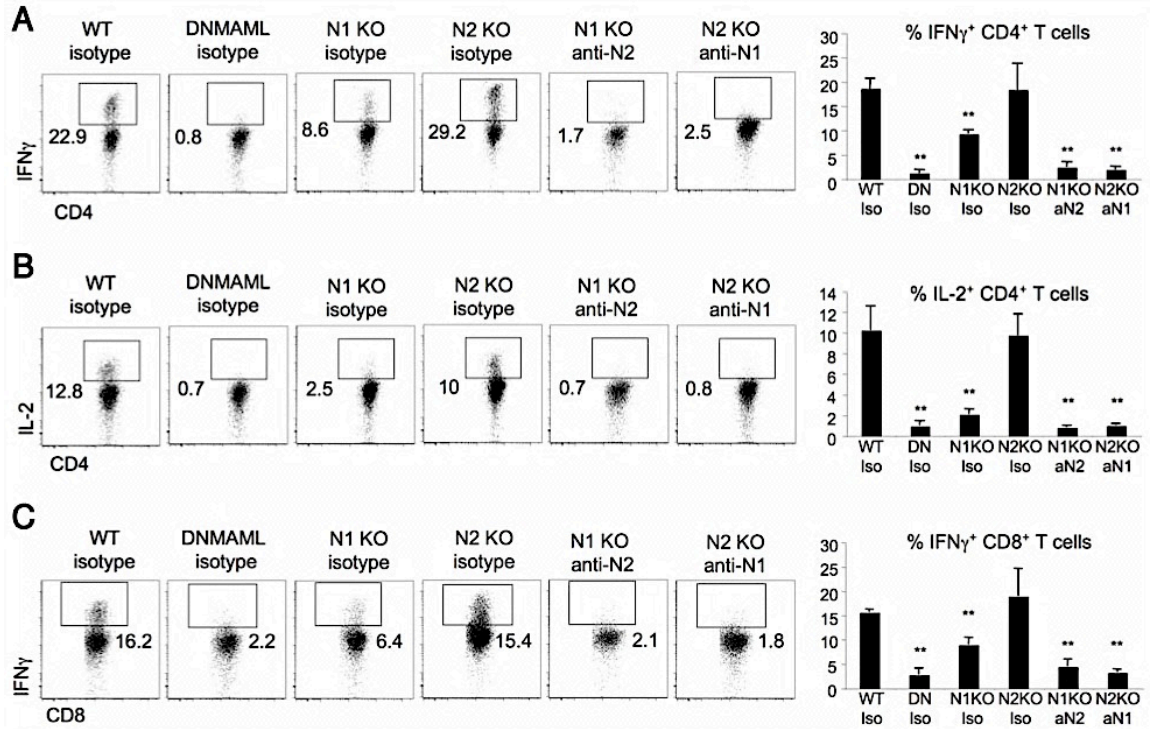 A
WT isotype
DNMAML isotype
N1 KO isotype
N2 KO isotype
N1 KO anti-N2
N2 KO anti-N1
IFNγ
22.9
0.8
8.6
29.2
1.7
2.5
CD4
% IFNγ⁺ CD4⁺ T cells
30
25
20
15
10
5
0
**
**
**
**
WT Iso
DN Iso
N1KO Iso
N2KO Iso
N1KO aN2
N2KO aN1
B
WT isotype
DNMAML isotype
N1 KO isotype
N2 KO isotype
N1 KO anti-N2
N2 KO anti-N1
IL-2
12.8
0.7
2.5
10
0.7
0.8
CD4
% IL-2⁺ CD4⁺ T cells
14
12
10
8
6
4
2
0
**
**
**
**
WT Iso
DN Iso
N1KO Iso
N2KO Iso
N1KO aN2
N2KO aN1
C
WT isotype
DNMAML isotype
N1 KO isotype
N2 KO isotype
N1 KO anti-N2
N2 KO anti-N1
IFNγ
16.2
2.2
6.4
15.4
2.1
1.8
CD8
% IFNγ⁺ CD8⁺ T cells
30
25
20
15
10
5
0
**
**
**
**
WT Iso
DN Iso
N1KO Iso
N2KO Iso
N1KO aN2
N2KO aN1